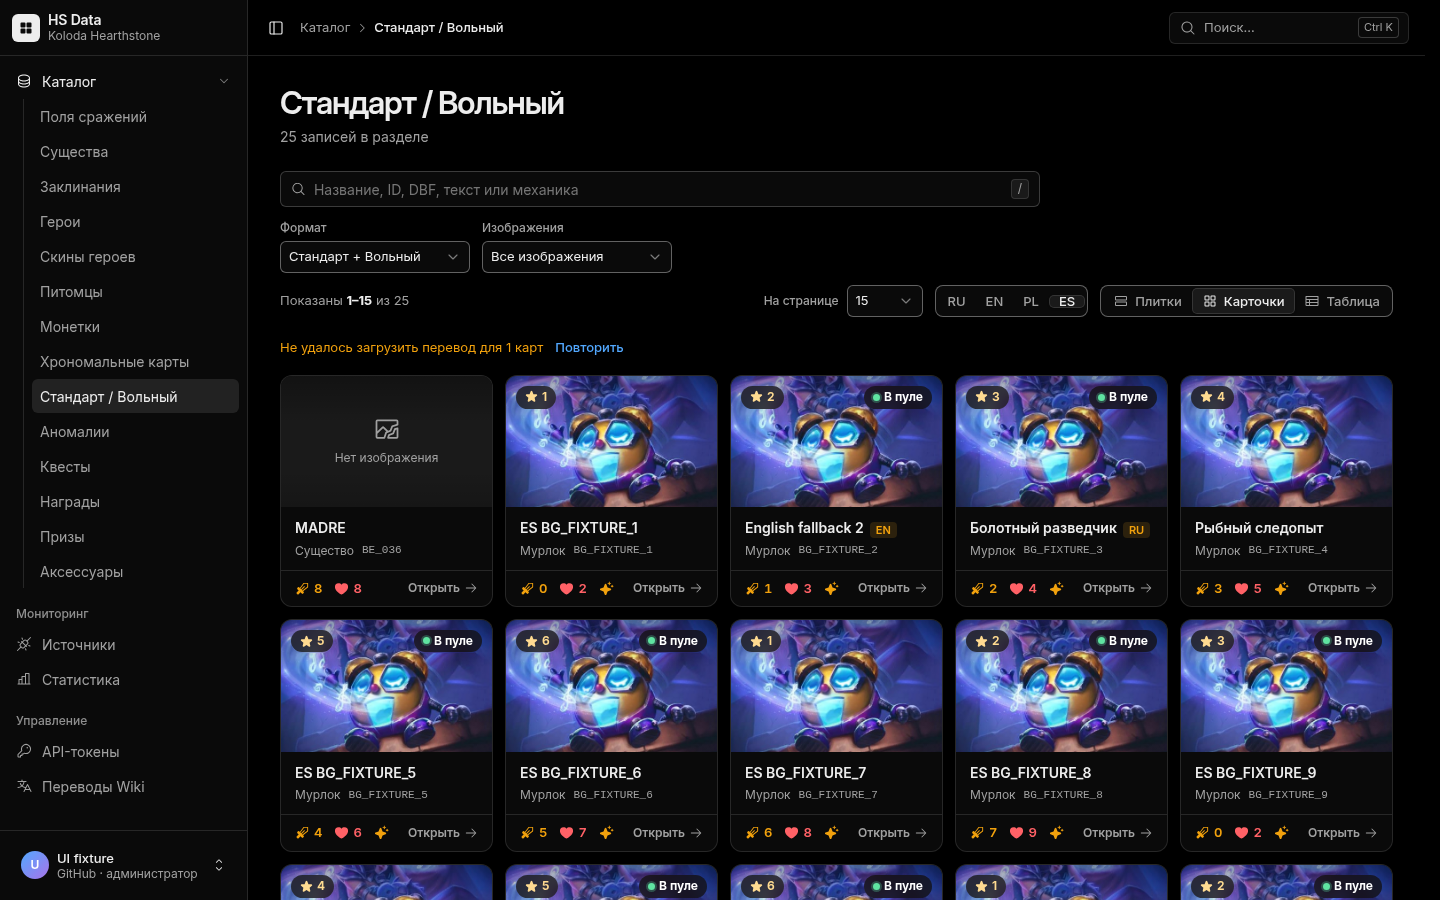 HS Data
Koloda Hearthstone
Каталог
Поля сражений
Существа
Заклинания
Герои
Скины героев
Питомцы
Монетки
Хрономальные карты
Стандарт / Вольный
Аномалии
Квесты
Награды
Призы
Аксессуары
Мониторинг
Источники
Статистика
Управление
API-токены
Переводы Wiki
U
UI fixture
GitHub · администратор
Каталог Стандарт / Вольный
Поиск... Ctrl K
Стандарт / Вольный
25 записей в разделе
Название, ID, DBF, текст или механика /
Формат Изображения
Стандарт + Вольный Все изображения
Показаны 1–15 из 25 На странице 15 RU EN PL ES Плитки Карточки Таблица
Не удалось загрузить перевод для 1 карт Повторить
1 2 В пуле 3 В пуле 4
Нет изображения
MADRE ES BG_FIXTURE_1 English fallback 2 EN Болотный разведчик RU Рыбный следопыт
Существо BE_036 Мурлок BG_FIXTURE_1 Мурлок BG_FIXTURE_2 Мурлок BG_FIXTURE_3 Мурлок BG_FIXTURE_4
8 8 Открыть 0 2 Открыть 1 3 Открыть 2 4 Открыть 3 5 Открыть
5 В пуле 6 В пуле 1 2 В пуле 3 В пуле
ES BG_FIXTURE_5 ES BG_FIXTURE_6 ES BG_FIXTURE_7 ES BG_FIXTURE_8 ES BG_FIXTURE_9
Мурлок BG_FIXTURE_5 Мурлок BG_FIXTURE_6 Мурлок BG_FIXTURE_7 Мурлок BG_FIXTURE_8 Мурлок BG_FIXTURE_9
4 6 Открыть 5 7 Открыть 6 8 Открыть 7 9 Открыть 0 2 Открыть
4 5 В пуле 6 В пуле 1 2 В пуле